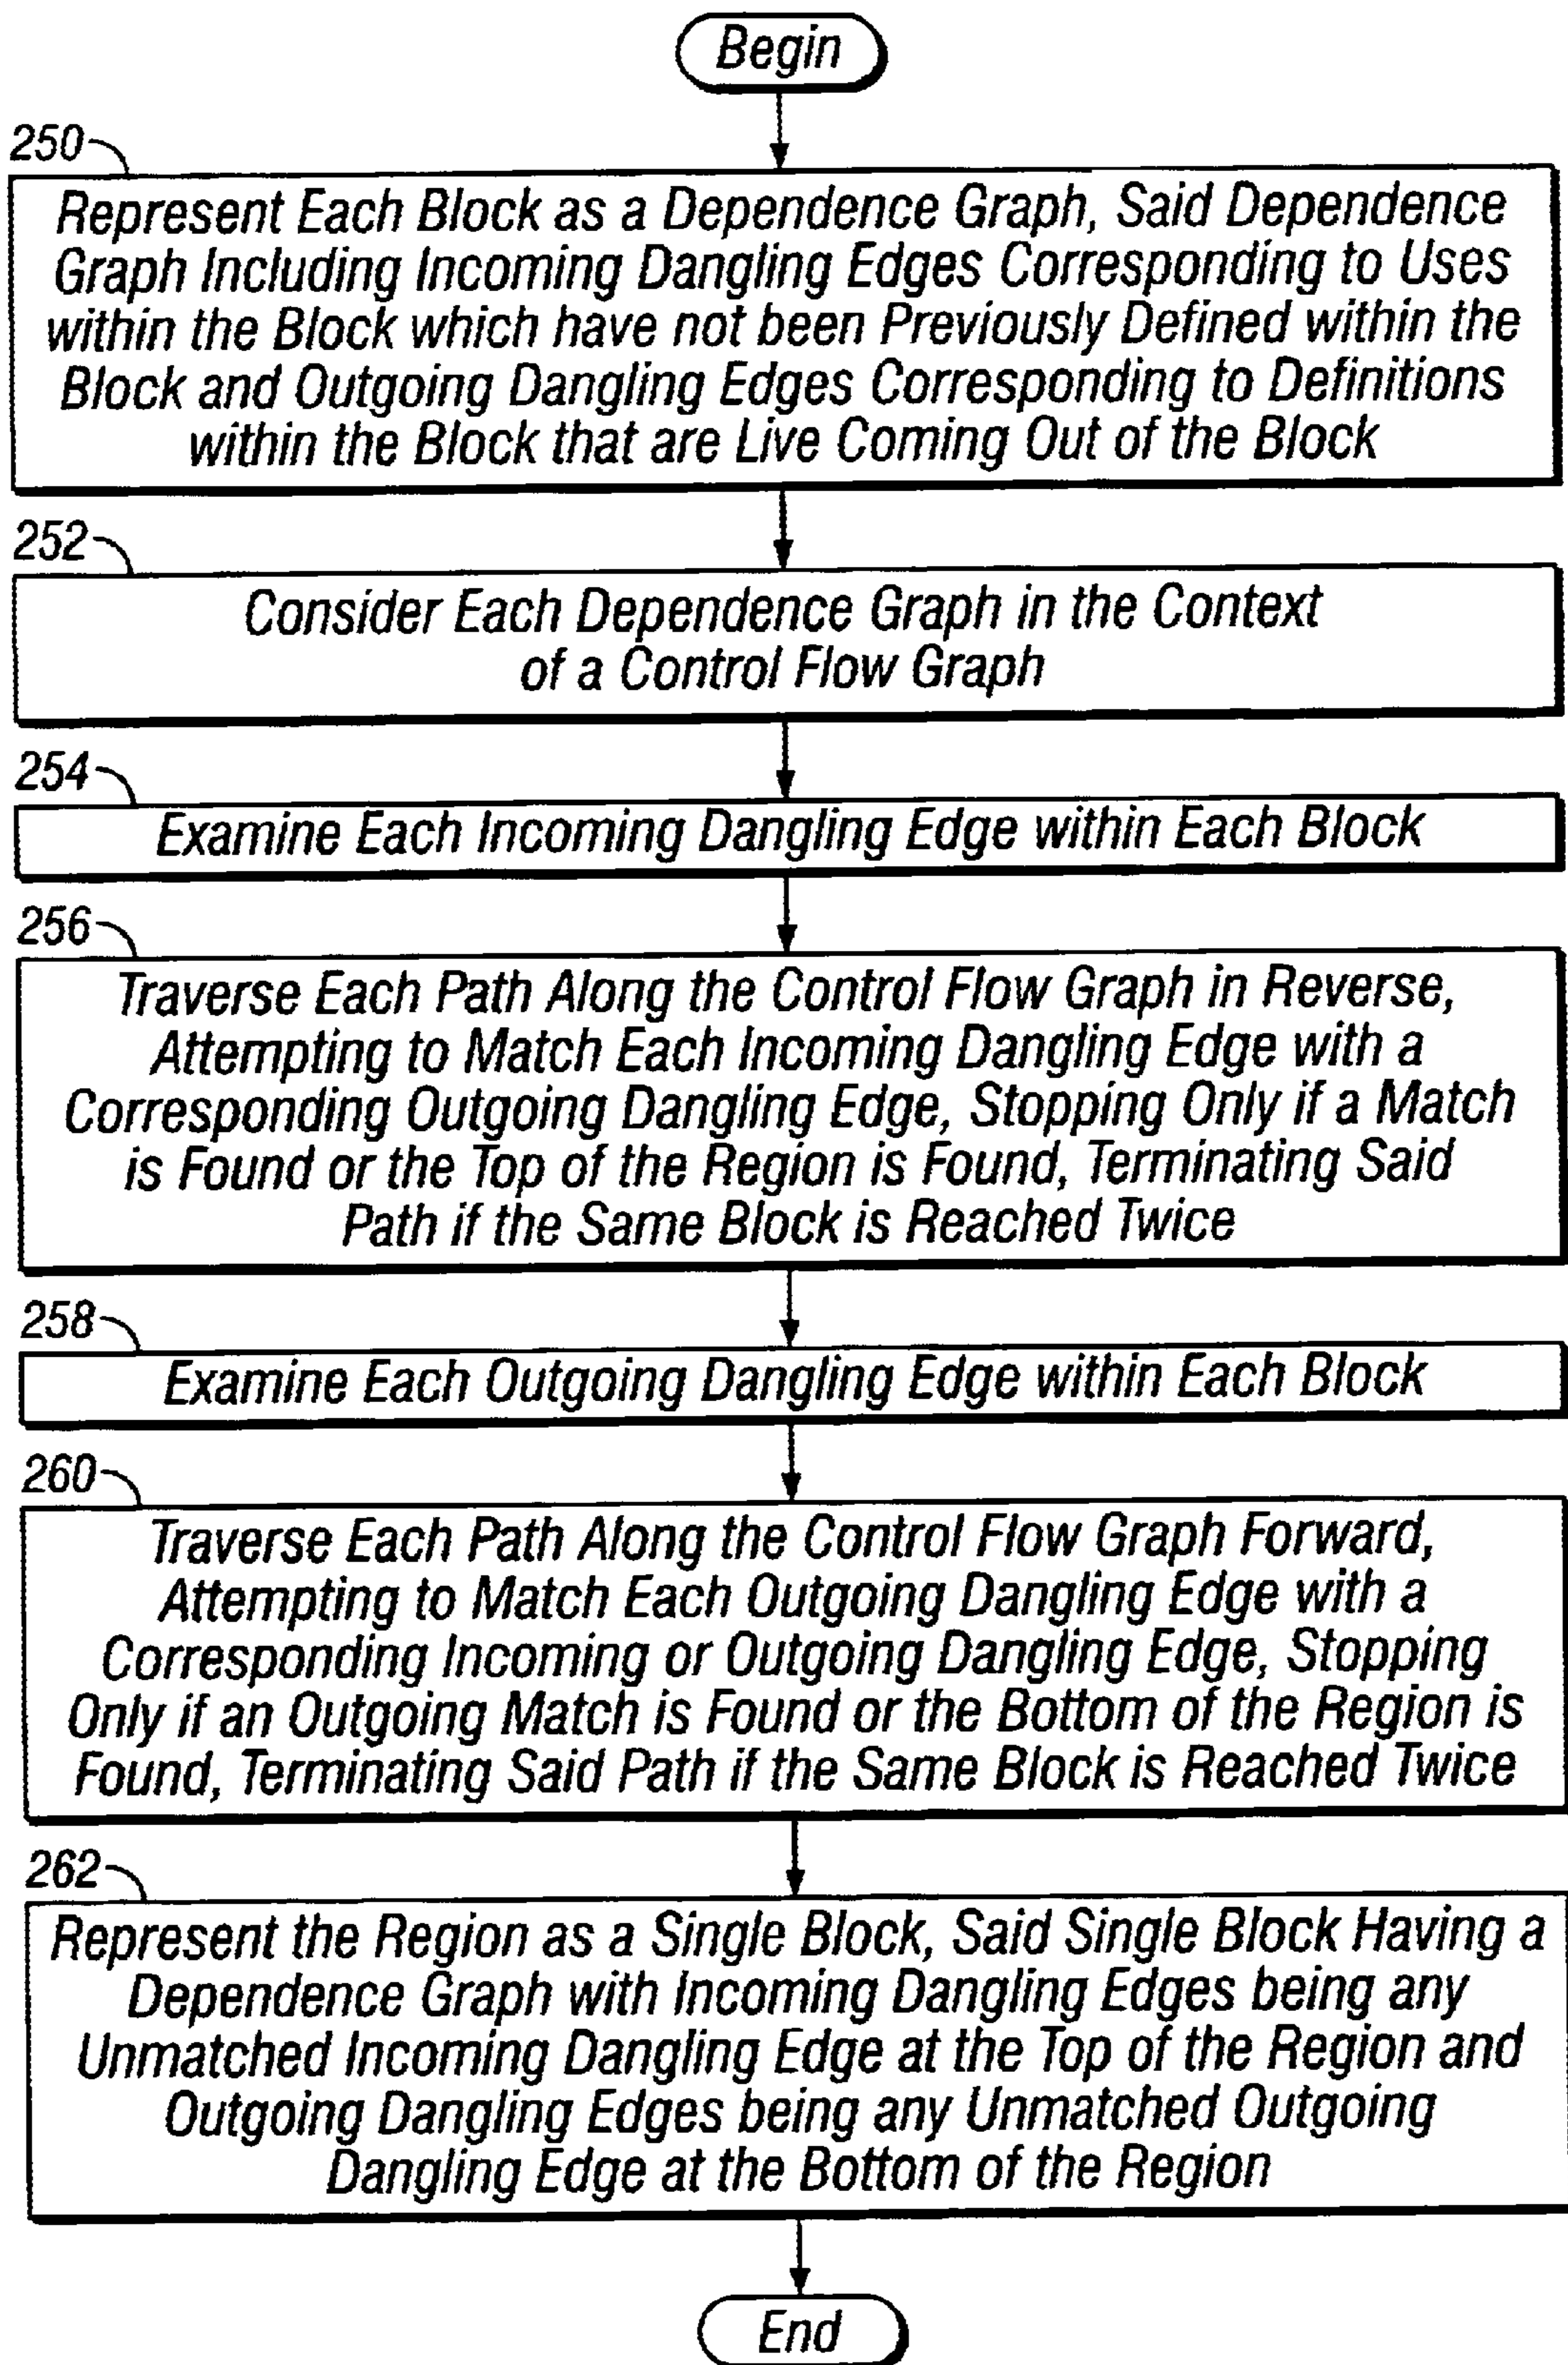 Begin
250
Represent Each Block as a Dependence Graph, Said Dependence
Graph Including Incoming Dangling Edges Corresponding to Uses
within the Block which have not been Previously Defined within the
Block and Outgoing Dangling Edges Corresponding to Definitions
within the Block that are Live Coming Out of the Block
252
Consider Each Dependence Graph in the Context
of a Control Flow Graph
254
Examine Each Incoming Dangling Edge within Each Block
256
Traverse Each Path Along the Control Flow Graph in Reverse,
Attempting to Match Each Incoming Dangling Edge with a
Corresponding Outgoing Dangling Edge, Stopping Only if a Match
is Found or the Top of the Region is Found, Terminating Said
Path if the Same Block is Reached Twice
258
Examine Each Outgoing Dangling Edge within Each Block
260
Traverse Each Path Along the Control Flow Graph Forward,
Attempting to Match Each Outgoing Dangling Edge with a
Corresponding Incoming or Outgoing Dangling Edge, Stopping
Only if an Outgoing Match is Found or the Bottom of the Region is
Found, Terminating Said Path if the Same Block is Reached Twice
262
Represent the Region as a Single Block, Said Single Block Having a
Dependence Graph with Incoming Dangling Edges being any
Unmatched Incoming Dangling Edge at the Top of the Region and
Outgoing Dangling Edges being any Unmatched Outgoing
Dangling Edge at the Bottom of the Region
End